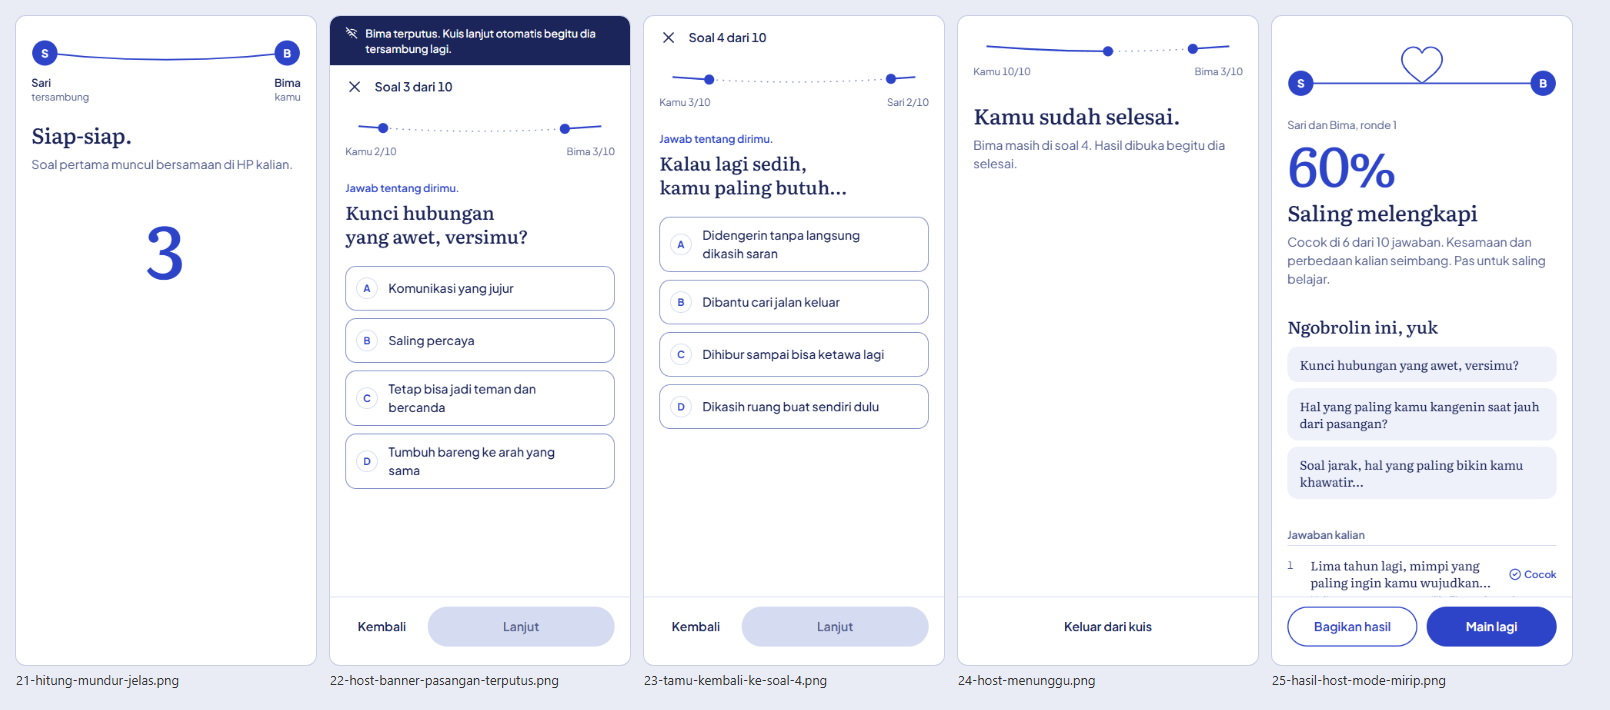 S
B
Sari
Bima
tersambung
kamu
Siap-siap.
Soal pertama muncul bersamaan di HP kalian.
3
21-hitung-mundur-jelas.png
Bima terputus. Kuis lanjut otomatis begitu dia
tersambung lagi.
Soal 3 dari 10
Kamu 2/10
Bima 3/10
Jawab tentang dirimu.
Kunci hubungan
yang awet, versimu?
A
Komunikasi yang jujur
B
Saling percaya
C
Tetap bisa jadi teman dan
bercanda
D
Tumbuh bareng ke arah yang
sama
Kembali
Lanjut
22-host-banner-pasangan-terputus.png
Soal 4 dari 10
Kamu 3/10
Sari 2/10
Jawab tentang dirimu.
Kalau lagi sedih,
kamu paling butuh...
A
Didengerin tanpa langsung
dikasih saran
B
Dibantu cari jalan keluar
C
Dihibur sampai bisa ketawa lagi
D
Dikasih ruang buat sendiri dulu
Kembali
Lanjut
23-tamu-kembali-ke-soal-4.png
Kamu 10/10
Bima 3/10
Kamu sudah selesai.
Bima masih di soal 4. Hasil dibuka begitu dia
selesai.
Keluar dari kuis
24-host-menunggu.png
S
B
Sari dan Bima, ronde 1
60%
Saling melengkapi
Cocok di 6 dari 10 jawaban. Kesamaan dan
perbedaan kalian seimbang. Pas untuk saling
belajar.
Ngobrolin ini, yuk
Kunci hubungan yang awet, versimu?
Hal yang paling kamu kangenin saat jauh
dari pasangan?
Soal jarak, hal yang paling bikin kamu
khawatir...
Jawaban kalian
1
Lima tahun lagi, mimpi yang
paling ingin kamu wujudkan...
Cocok
Bagikan hasil
Main lagi
25-hasil-host-mode-mirip.png